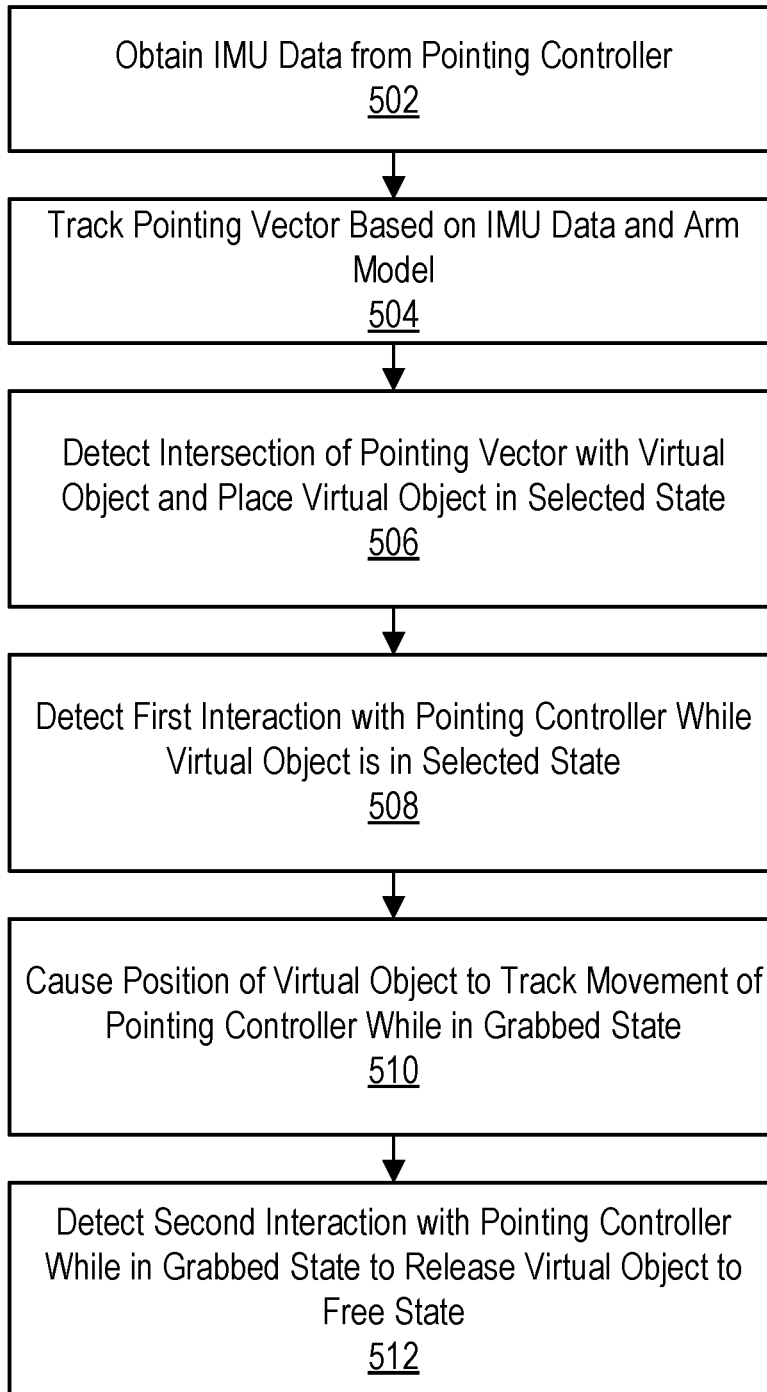 Obtain IMU Data from Pointing Controller
502
Track Pointing Vector Based on IMU Data and Arm
Model
504
Detect Intersection of Pointing Vector with Virtual
Object and Place Virtual Object in Selected State
506
Detect First Interaction with Pointing Controller While
Virtual Object is in Selected State
508
Cause Position of Virtual Object to Track Movement of
Pointing Controller While in Grabbed State
510
Detect Second Interaction with Pointing Controller
While in Grabbed State to Release Virtual Object to
Free State
512